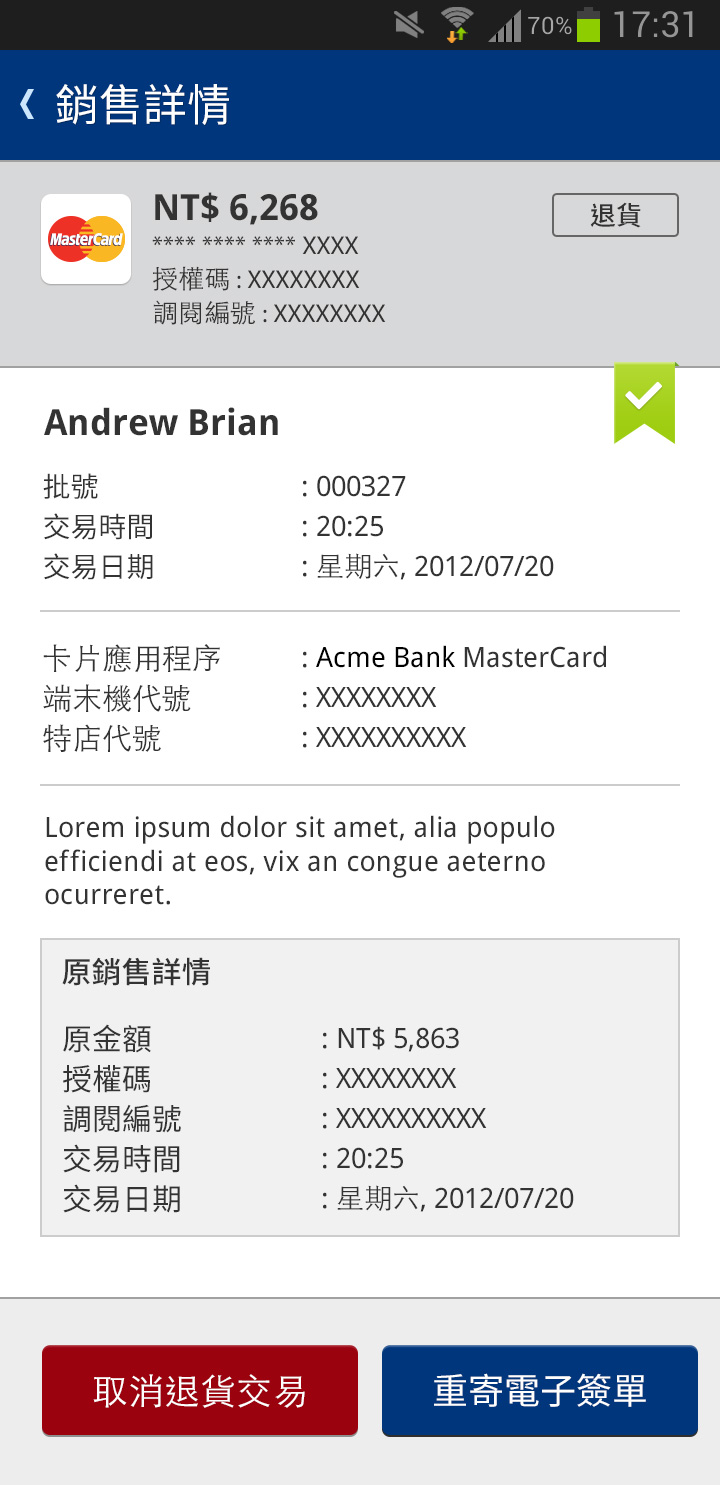 70% 17:31
銷售詳情
MasterCard
NT$ 6,268
退貨
**** **** **** XXXX
授權碼 : XXXXXXXX
調閱編號 : XXXXXXXX
Andrew Brian
批號 : 000327
交易時間 : 20:25
交易日期 : 星期六, 2012/07/20
卡片應用程序 : Acme Bank MasterCard
端末機代號 : XXXXXXXX
特店代號 : XXXXXXXXXX
Lorem ipsum dolor sit amet, alia populo
efficiendi at eos, vix an congue aeterno
ocurreret.
原銷售詳情
原金額 : NT$ 5,863
授權碼 : XXXXXXXX
調閱編號 : XXXXXXXXXX
交易時間 : 20:25
交易日期 : 星期六, 2012/07/20
取消退貨交易
重寄電子簽單